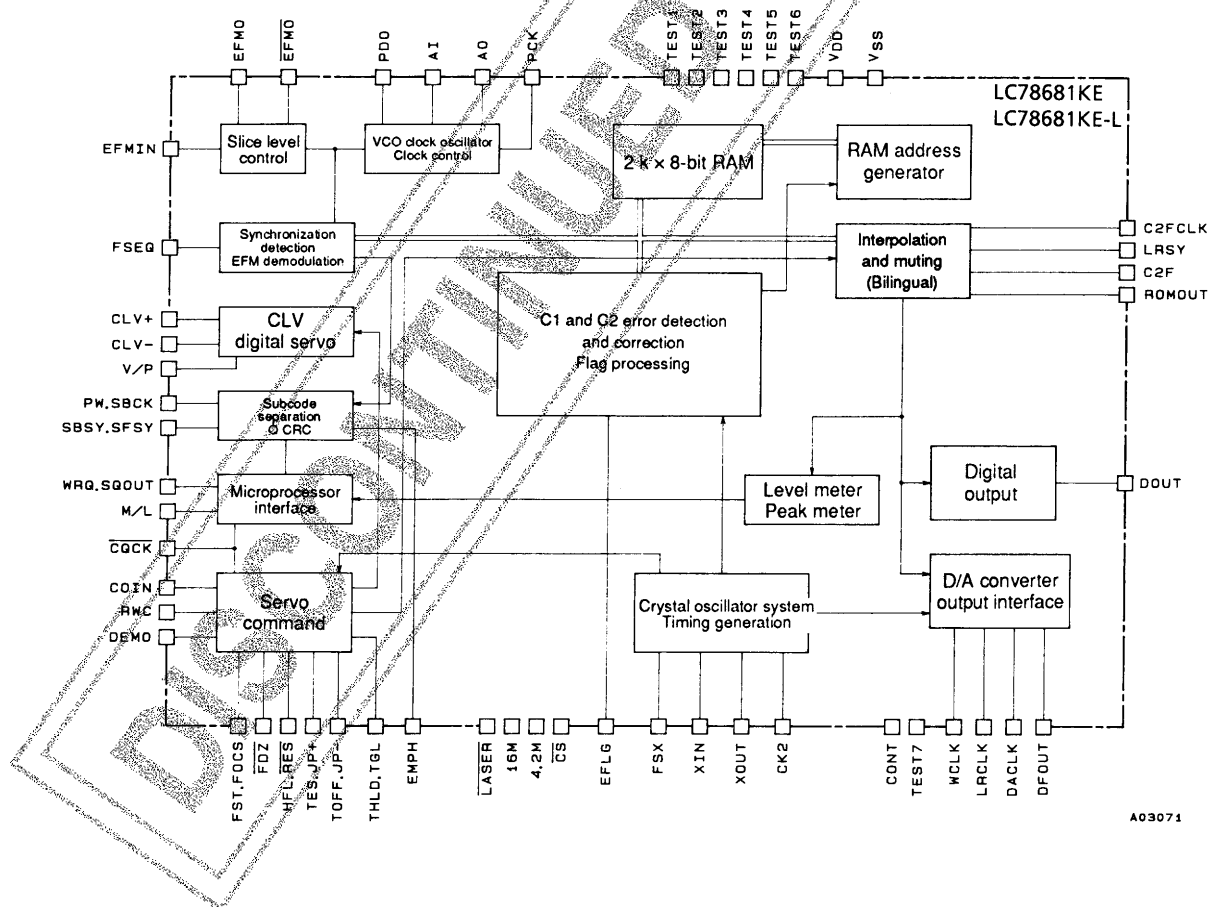 EFMO
EFMO
PDO
AI
AO
PCK
TEST1
TEST2
TEST3
TEST4
TEST5
TEST6
VDD
VSS
LC78681KE
LC78681KE-L
EFMIN
Slice level
control
VCO clock oscillator
Clock control
2 k × 8-bit RAM
RAM address
generator
FSEQ
Synchronization
detection
EFM demodulation
Interpolation
and muting
(Bilingual)
C2FCLK
LRSY
C2F
ROMOUT
CLV+
CLV-
V/P
CLV
digital servo
C1 and C2 error detection
and correction
Flag processing
PW,SBCK
SBSY,SFSY
Subcode
separation
Q CRC
WRQ,SQOUT
M/L
Microprocessor
interface
Level meter
Peak meter
Digital
output
DOUT
CQCK
COIN
RWC
DEMO
Servo
command
Crystal oscillator system
Timing generation
D/A converter
output interface
FST,FOCS
FDZ
HFL,RES
TES,JP+
TOFF,JP-
THLD,TGL
EMPH
LASER
16M
4.2M
CS
EFLG
FSX
XIN
XOUT
CK2
CONT
TEST7
WCLK
LRCLK
DACLK
DFOUT
A03071
DISCONTINUED